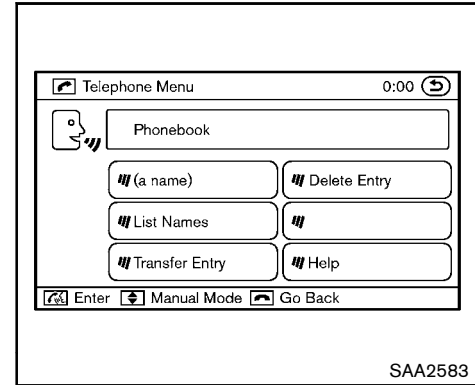 Telephone Menu 0:00
Phonebook
(a name) Delete Entry
List Names
Transfer Entry Help
Enter Manual Mode Go Back
SAA2583